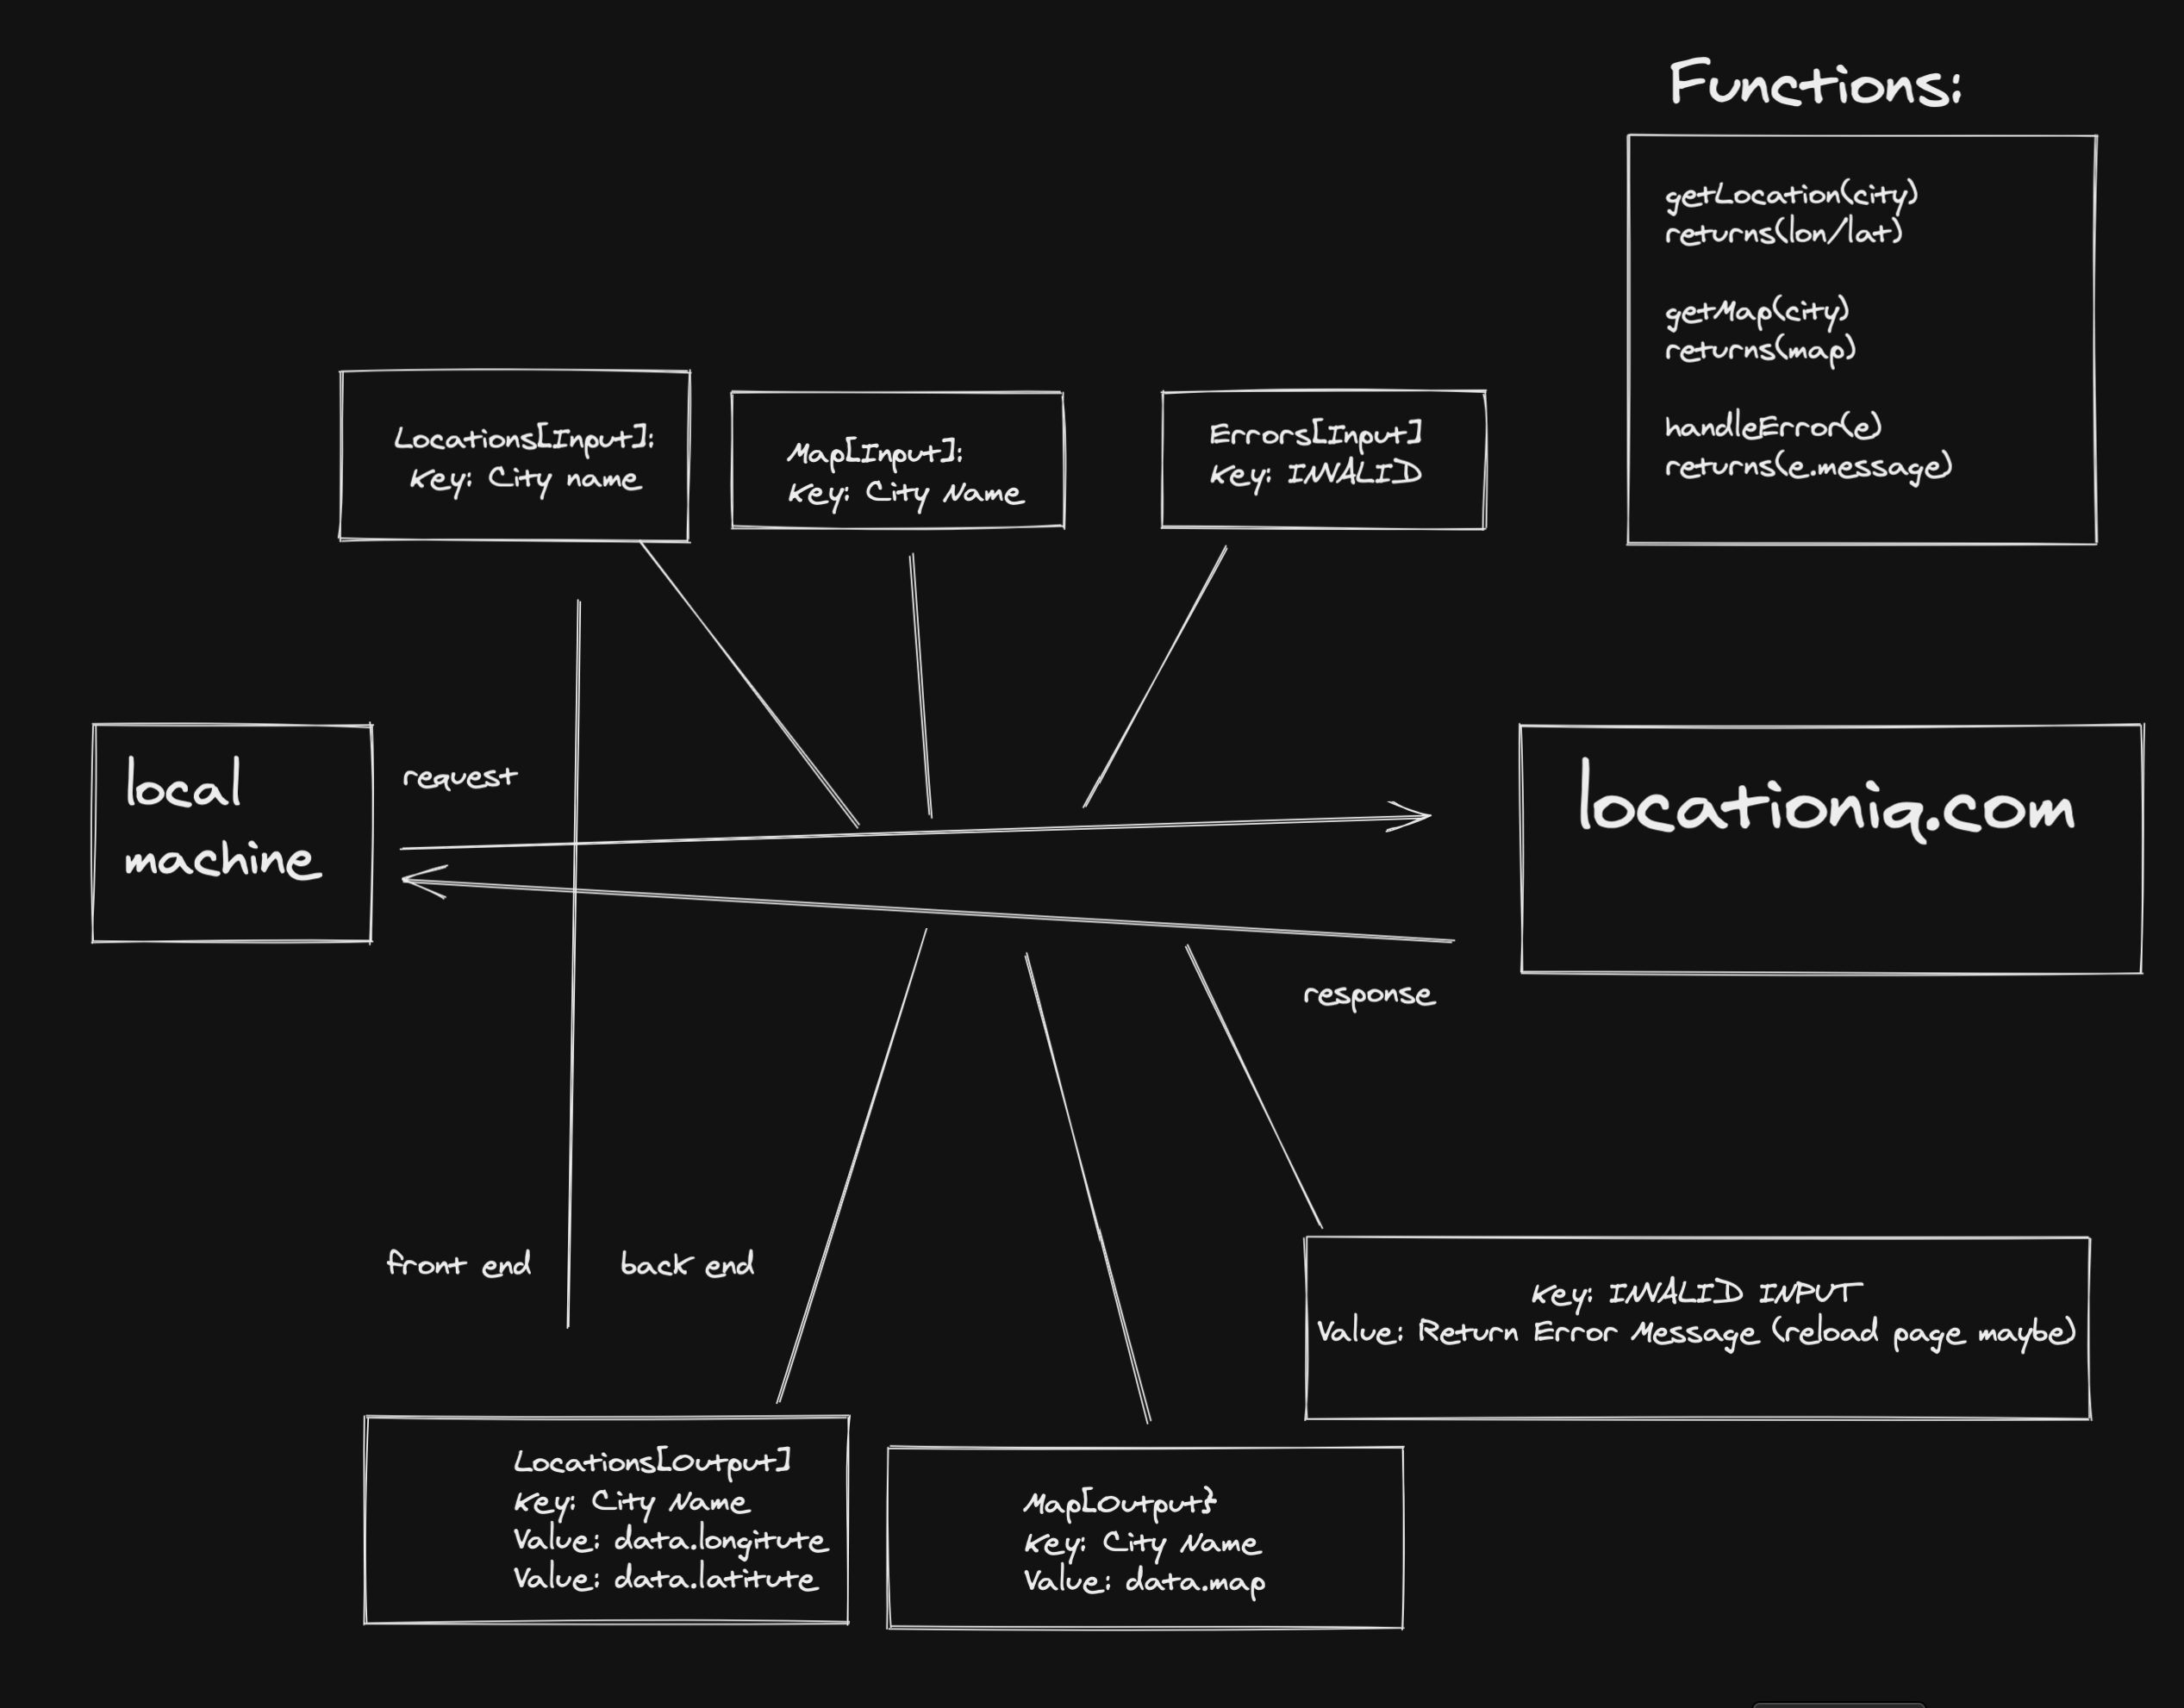 Functions:
getLocation(city)
returns(lon/lat)
getMap(city)
returns(map)
handleError(e)
returns(e.message)
Locations[Input]:
Key: City name
Map[Input]:
Key: City Name
Errors[Input]
Key: INVALID
local
machine
request
locationiq.com
response
front end
back end
Key: INVALID INPUT
Value: Return Error Message (reload page maybe)
Locations[Output]
Key: City Name
Value: data.longitute
Value: data.latitute
Map[Output}
Key: City Name
Value: data.map